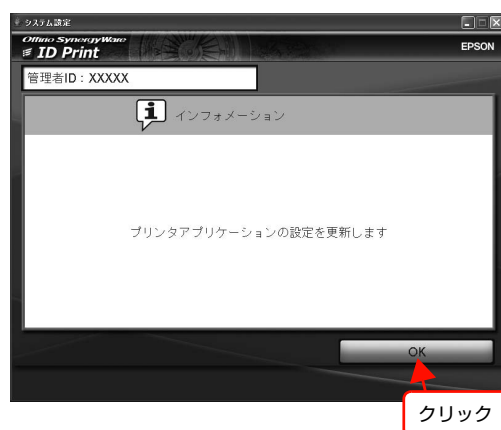 システム設定
Offirio SynergyWare
ID Print
EPSON
管理者ID：XXXXX
インフォメーション
プリンタアプリケーションの設定を更新します
OK
クリック